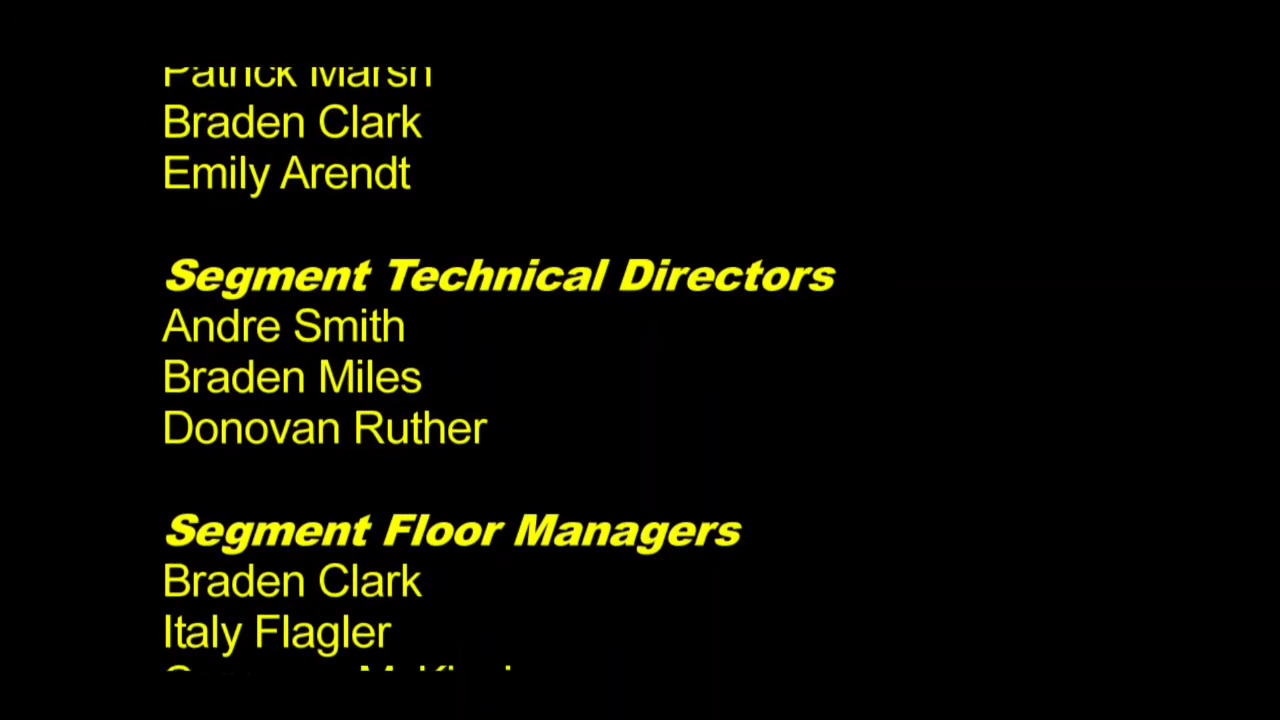 Patrick Marsh
Braden Clark
Emily Arendt
Segment Technical Directors
Andre Smith
Braden Miles
Donovan Ruther
Segment Floor Managers
Braden Clark
Italy Flagler